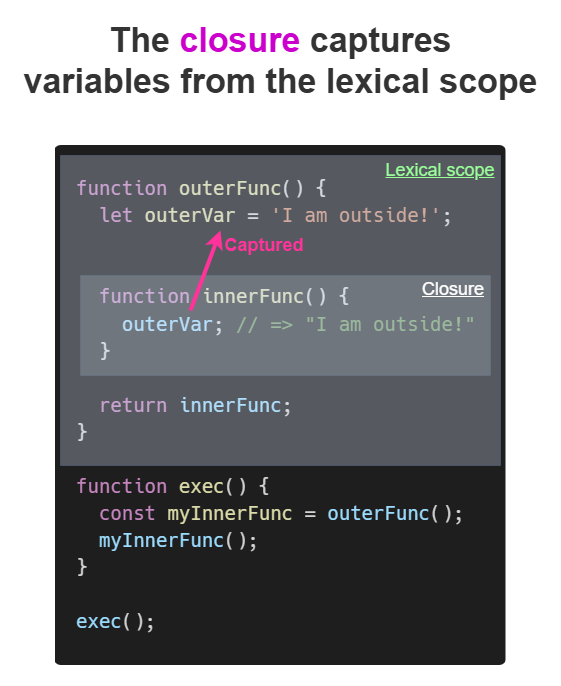 The closure captures
variables from the lexical scope
Lexical scope
function outerFunc() {
  let outerVar = 'I am outside!';
Captured
Closure
  function innerFunc() {
    outerVar; // => "I am outside!"
  }
  return innerFunc;
}
function exec() {
  const myInnerFunc = outerFunc();
  myInnerFunc();
}
exec();